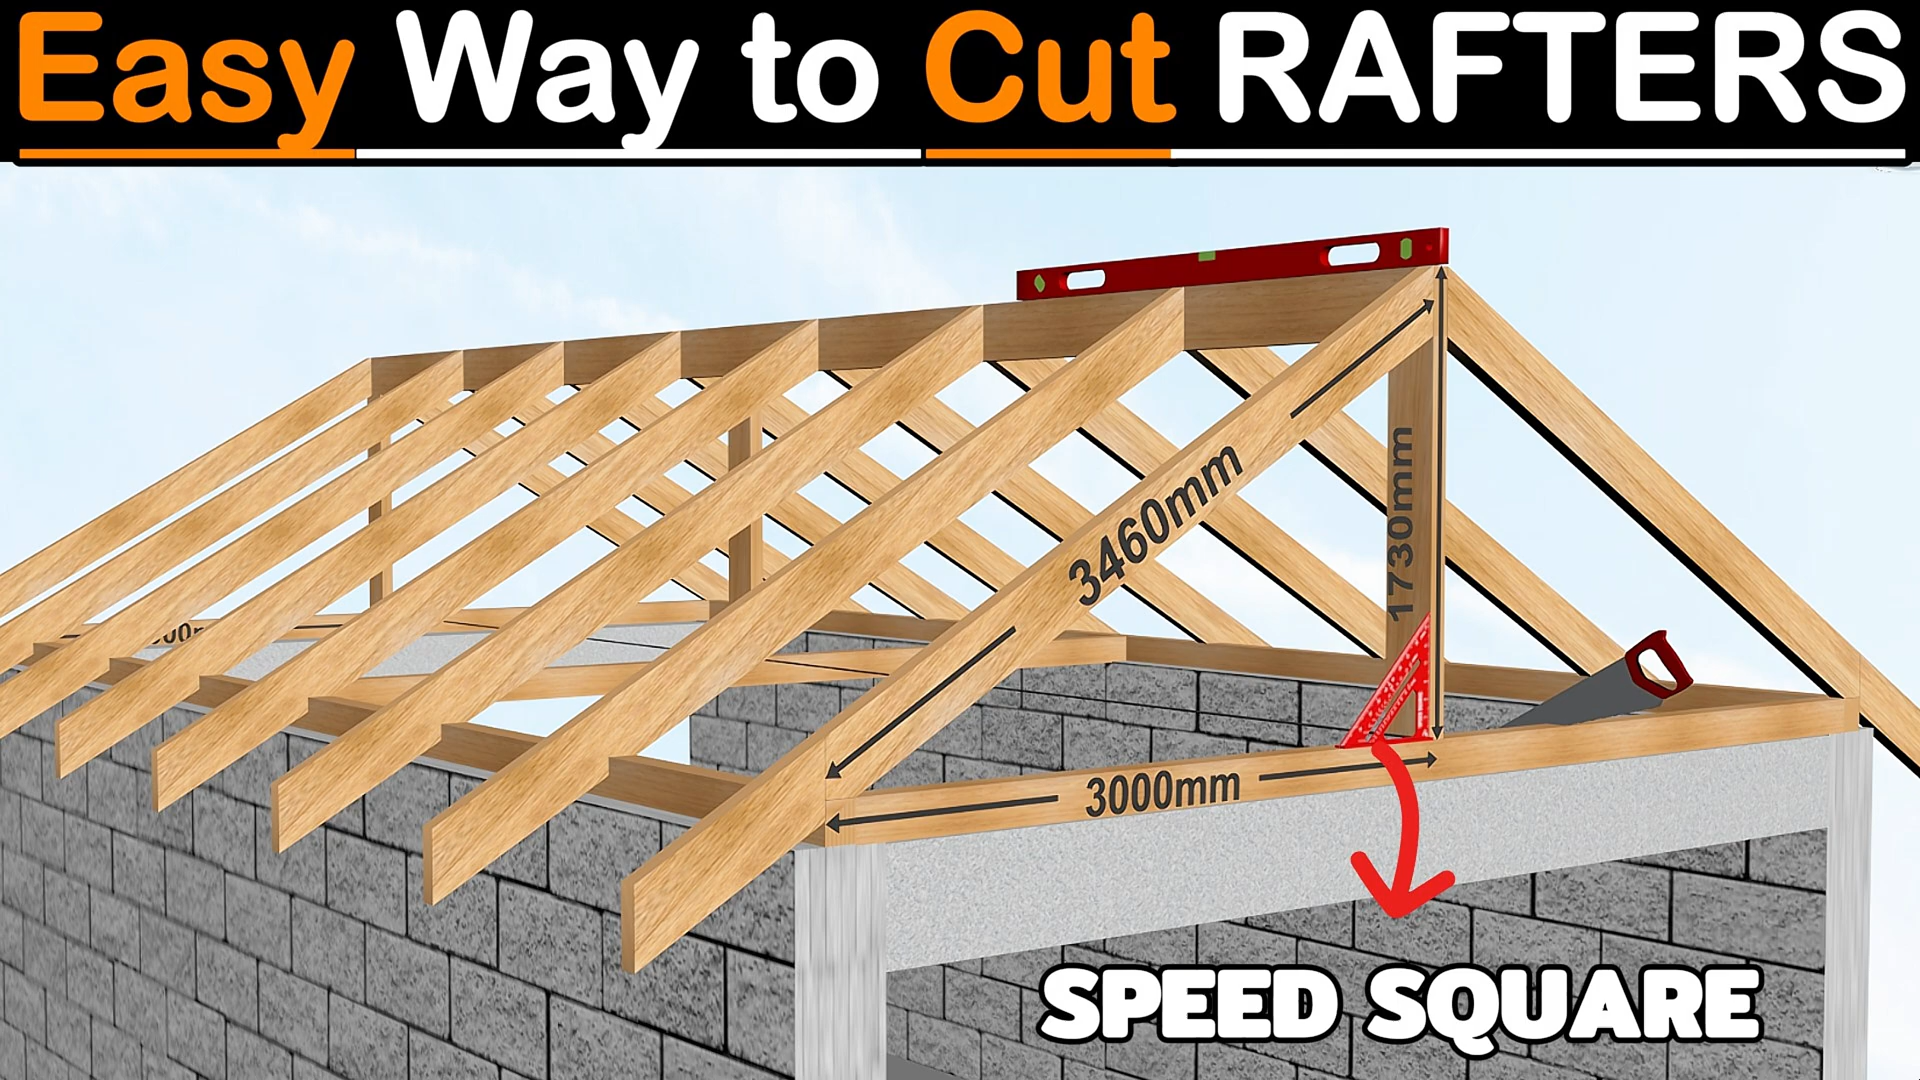 Easy Way to Cut RAFTERS
3460mm
1730mm
3000mm
SPEED SQUARE